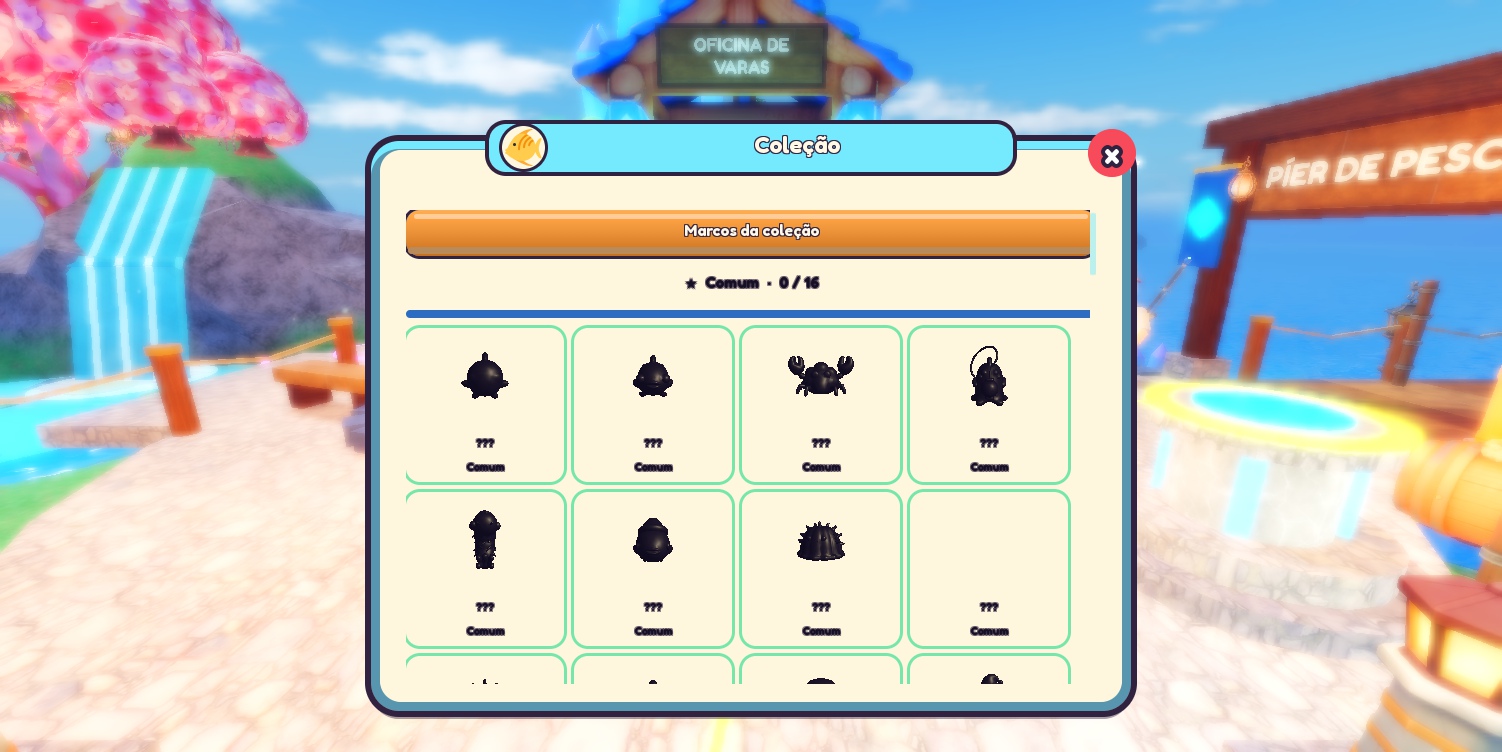 OFICINA DE
VARAS
Coleção
PÍER DE PESC
Marcos da coleção
★ Comum · 0 / 16
??? ??? ??? ???
Comum Comum Comum Comum
??? ??? ??? ???
Comum Comum Comum Comum